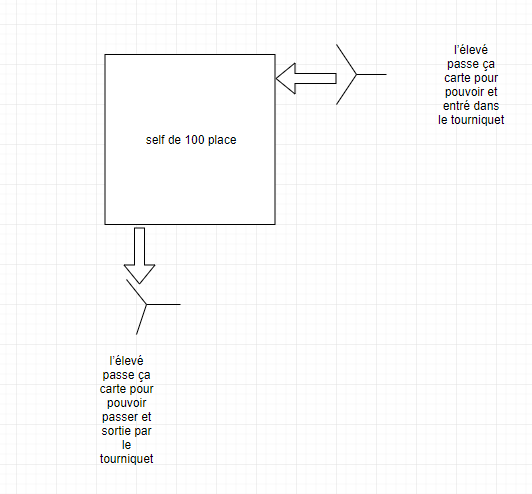 l'élevé
passe ça
carte pour
pouvoir et
entré dans
le tourniquet
self de 100 place
l'élevé
passe ça
carte pour
pouvoir
passer et
sortie par
le
tourniquet